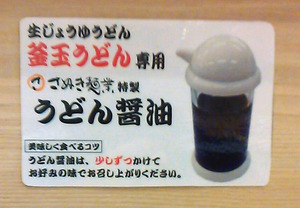 生じょうゆうどん
釜玉うどん専用
さぬき麺業特製
うどん醤油
美味しく食べるコツ
うどん醤油は、少しずつかけて
お好みの味でお召し上がりください。